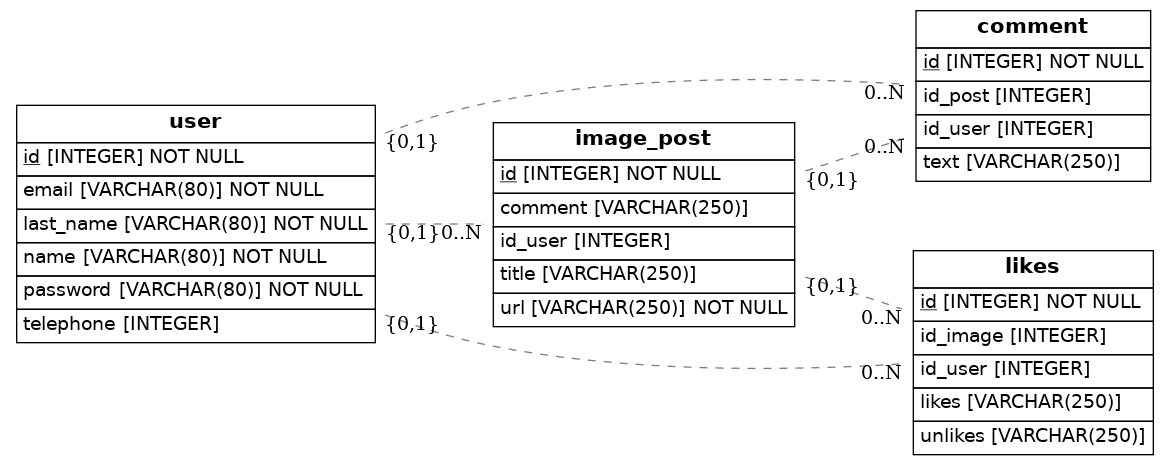 user
id [INTEGER] NOT NULL
email [VARCHAR(80)] NOT NULL
last_name [VARCHAR(80)] NOT NULL
name [VARCHAR(80)] NOT NULL
password [VARCHAR(80)] NOT NULL
telephone [INTEGER]
{0,1}
{0,1}
0..N
{0,1}
image_post
id [INTEGER] NOT NULL
comment [VARCHAR(250)]
id_user [INTEGER]
title [VARCHAR(250)]
url [VARCHAR(250)] NOT NULL
{0,1}
{0,1}
0..N
0..N
0..N
0..N
comment
id [INTEGER] NOT NULL
id_post [INTEGER]
id_user [INTEGER]
text [VARCHAR(250)]
likes
id [INTEGER] NOT NULL
id_image [INTEGER]
id_user [INTEGER]
likes [VARCHAR(250)]
unlikes [VARCHAR(250)]